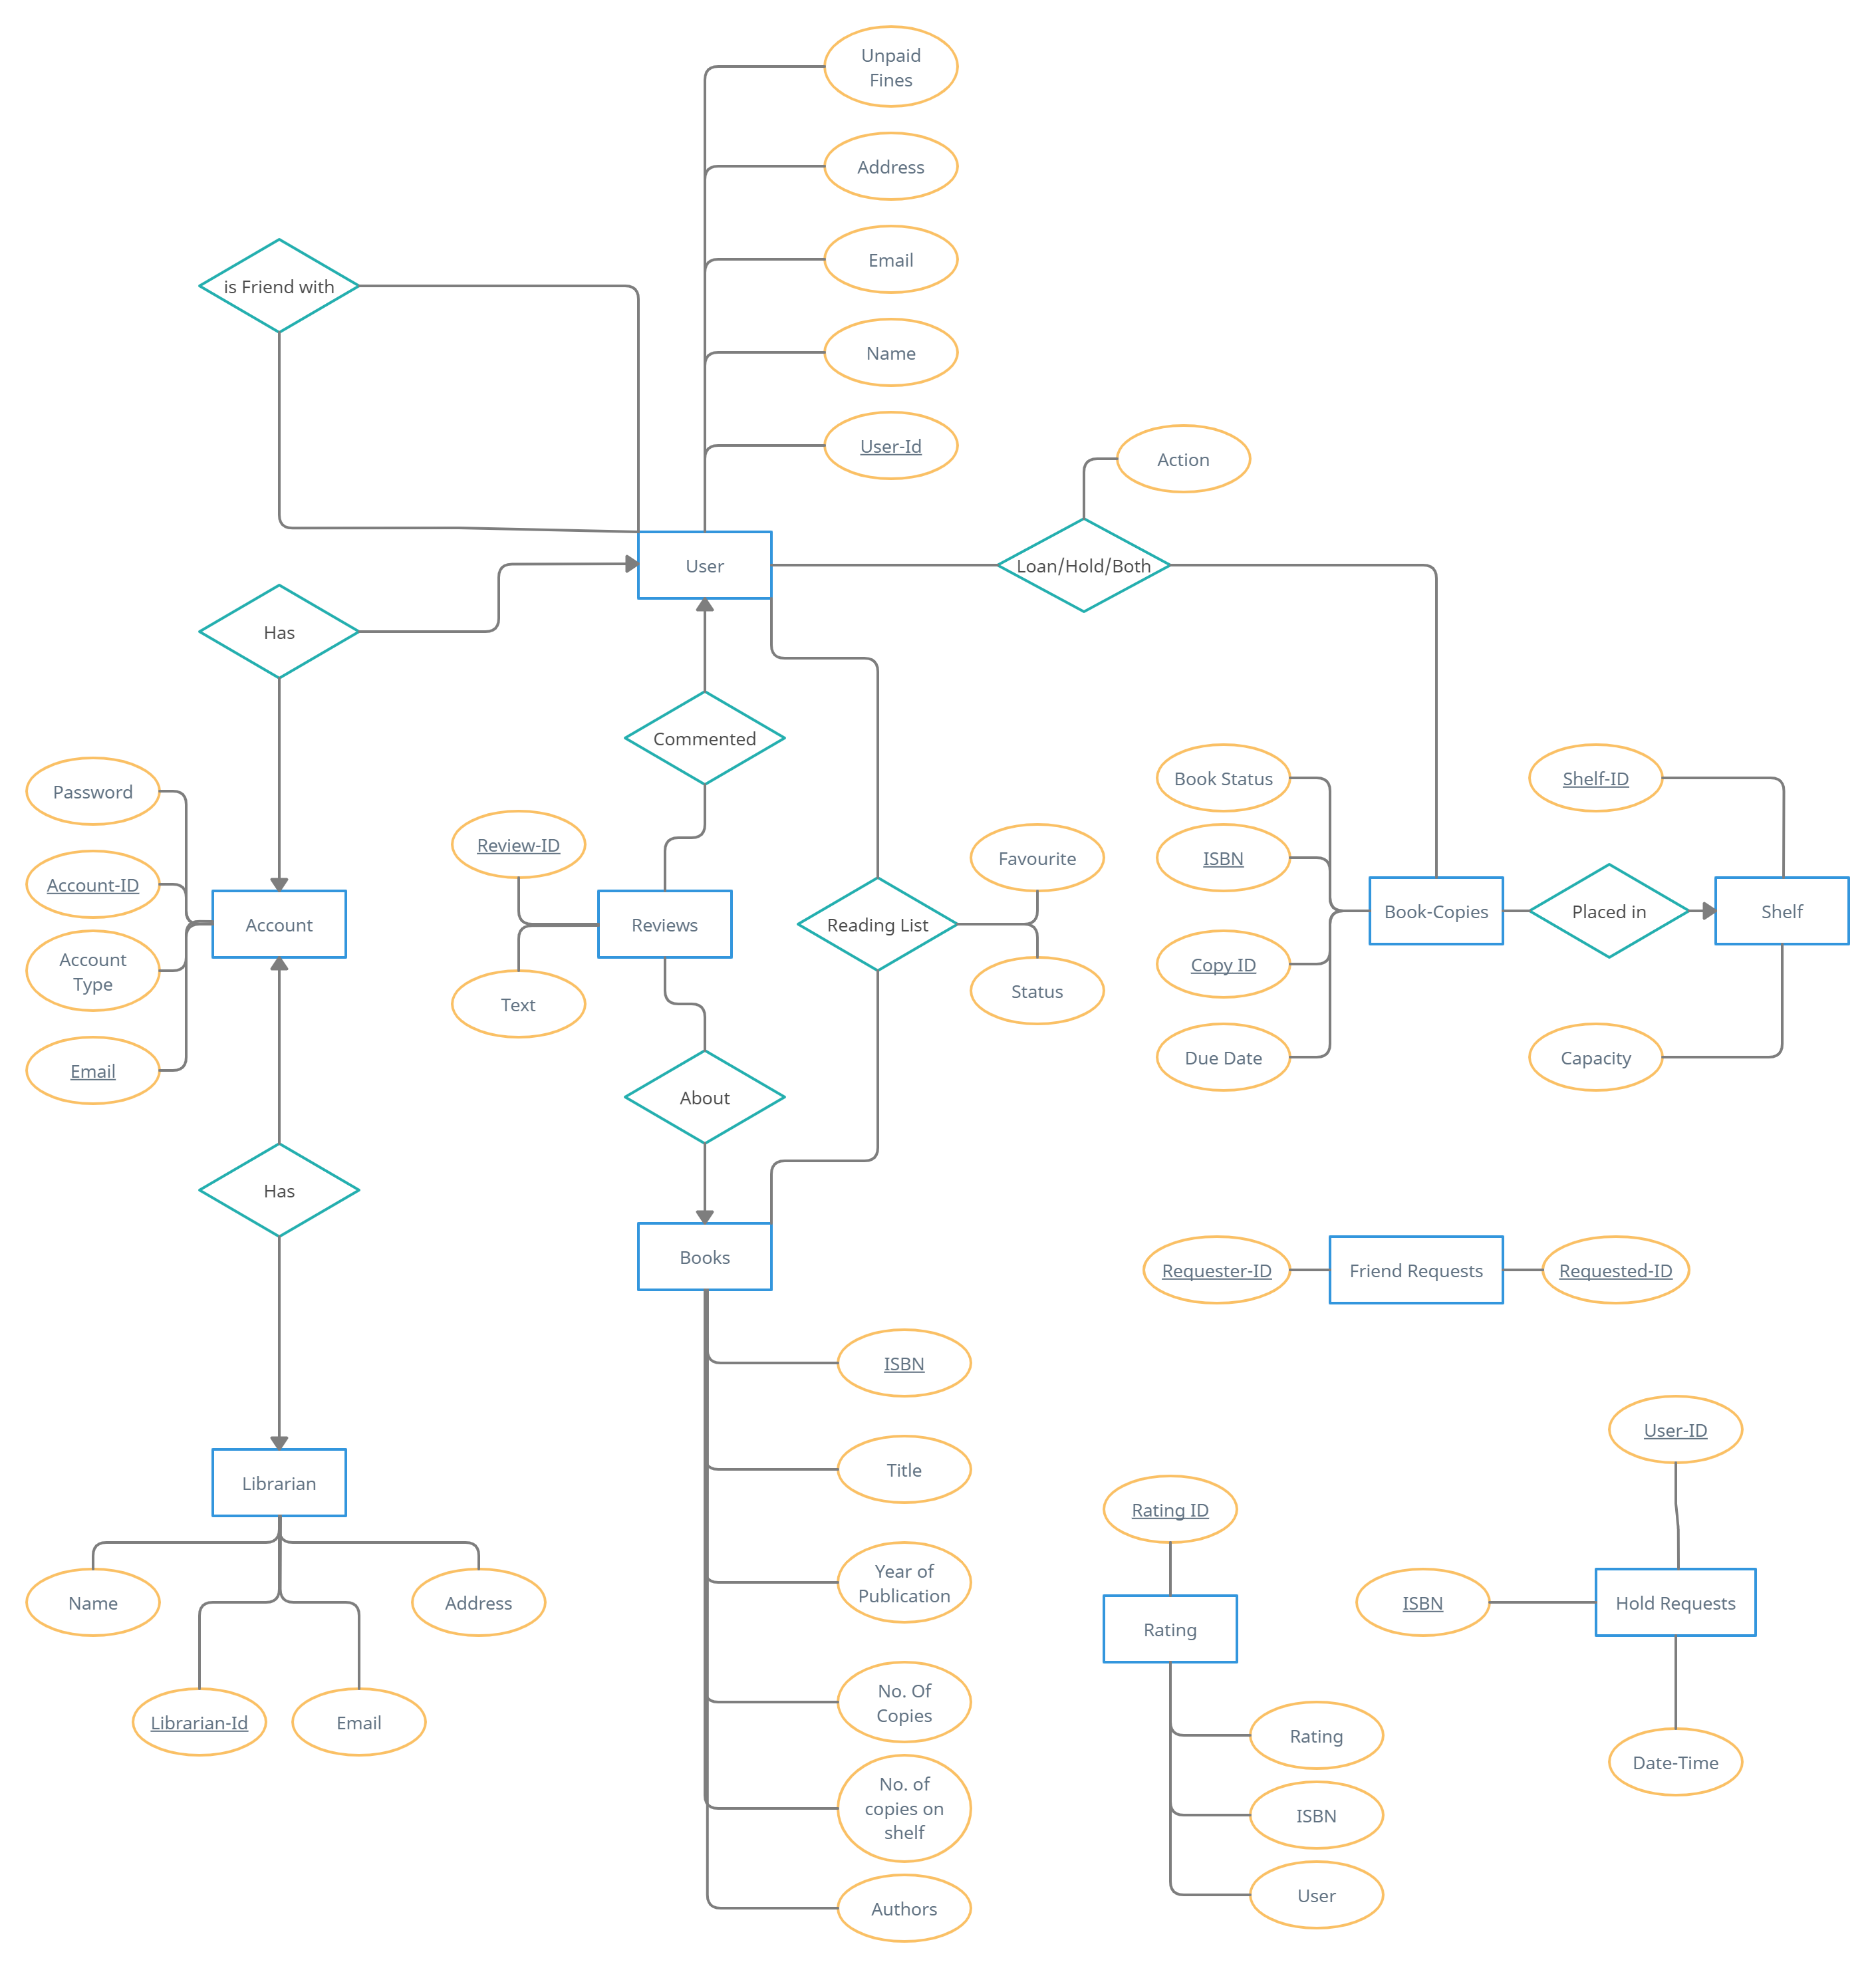 Unpaid
Fines
Address
Email
is Friend with
Name
User-Id
Action
User
Loan/Hold/Both
Has
Commented
Password
Book Status
Shelf-ID
Review-ID
Favourite
ISBN
Account-ID
Account
Reviews
Reading List
Book-Copies
Placed in
Shelf
Account
Type
Text
Status
Copy ID
Email
About
Due Date
Capacity
Has
Books
Requester-ID
Friend Requests
Requested-ID
ISBN
User-ID
Librarian
Title
Rating ID
Name
Address
Year of
Publication
Rating
ISBN
Hold Requests
Librarian-Id
Email
No. Of
Copies
Rating
Date-Time
No. of
copies on
shelf
ISBN
Authors
User